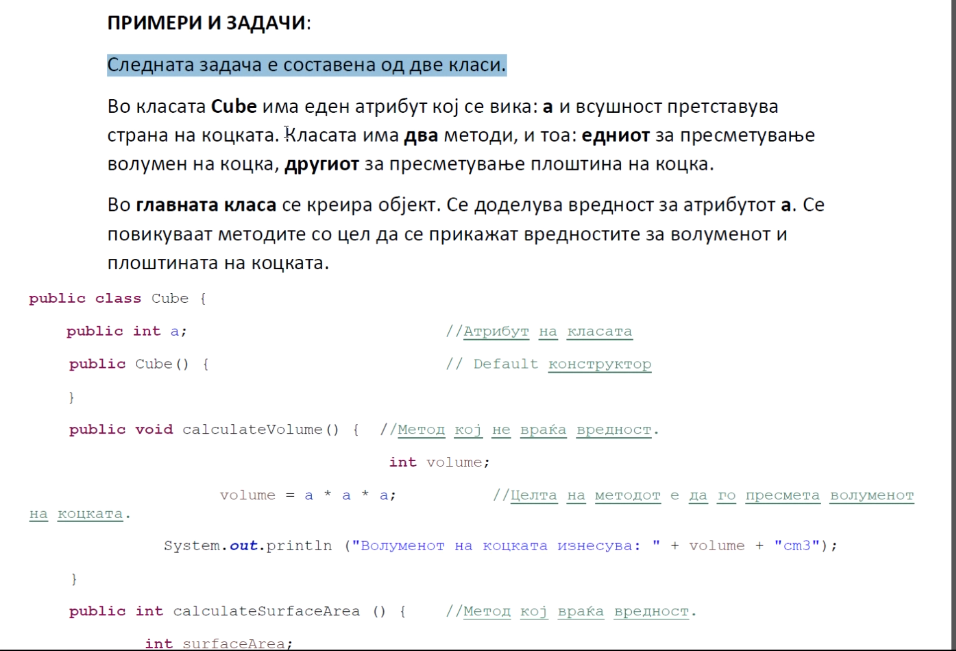 ПРИМЕРИ И ЗАДАЧИ:
Следната задача е составена од две класи.
Во класата Cube има еден атрибут кој се вика: а и всушност претставува
страна на коцката. Класата има два методи, и тоа: едниот за пресметување
волумен на коцка, другиот за пресметување плоштина на коцка.
Во главната класа се креира објект. Се доделува вредност за атрибутот а. Се
повикуваат методите со цел да се прикажат вредностите за волуменот и
плоштината на коцката.
public class Cube {
public int a; //Атрибут на класата
public Cube() { // Default конструктор
}
public void calculateVolume() { //Метод кој не враќа вредност.
int volume;
volume = a * a * a; //Целта на методот е да го пресмета волуменот
на коцката.
System.out.println ("Волуменот на коцката изнесува: " + volume + "cm3");
}
public int calculateSurfaceArea () { //Метод кој враќа вредност.
int surfaceArea;